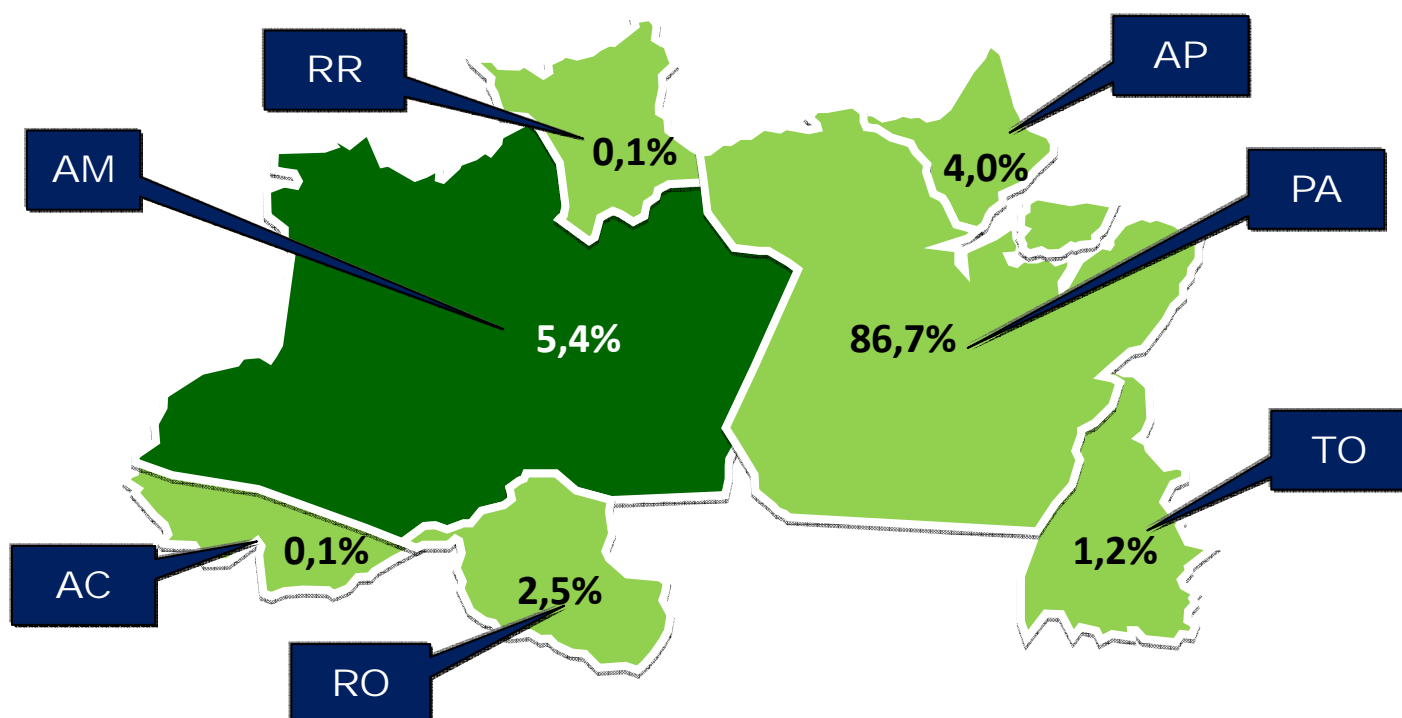 RR
AP
0,1%
AM
4,0%
PA
5,4%
86,7%
TO
0,1%
1,2%
AC
2,5%
RO